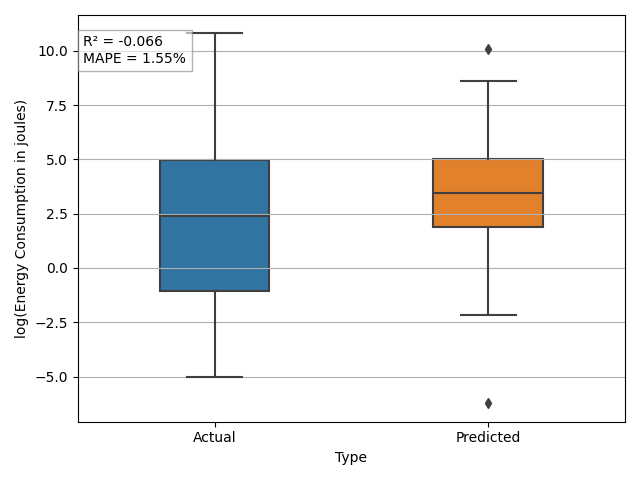 R² = -0.066
MAPE = 1.55%
10.0
7.5
5.0
2.5
0.0
−2.5
−5.0
log(Energy Consumption in joules)
Actual
Predicted
Type